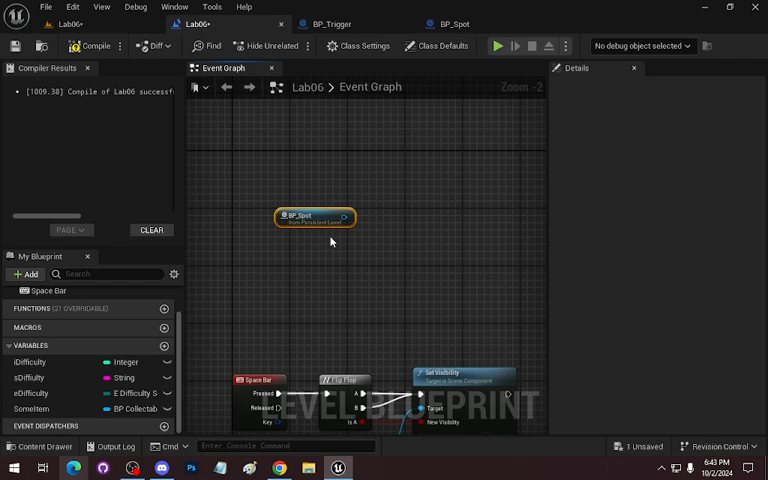 File Edit View Debug Window Tools Help
Lab06*
Lab06*
BP_Trigger
BP_Spot
Compile
Diff
Find
Hide Unrelated
Class Settings
Class Defaults
No debug object selected
Compiler Results
[1009.38] Compile of Lab06 successf
PAGE
CLEAR
My Blueprint
Add
Search
Space Bar
FUNCTIONS (21 OVERRIDABLE)
MACROS
VARIABLES
iDifficulty Integer
sDiffiulty String
eDifficulty E Difficulty S
SomeItem BP Collectab
EVENT DISPATCHERS
Event Graph
Lab06 > Event Graph
Zoom -2
BP_Spot
from Persistent Level
Space Bar
Pressed
Released
Key
Flip Flop
A
B
Is A
Set Visibility
Target is Scene Component
Target
New Visibility
LEVEL BLUEPRINT
Details
Content Drawer
Output Log
Cmd
Enter Console Command
1 Unsaved
Revision Control
6:43 PM
10/2/2024